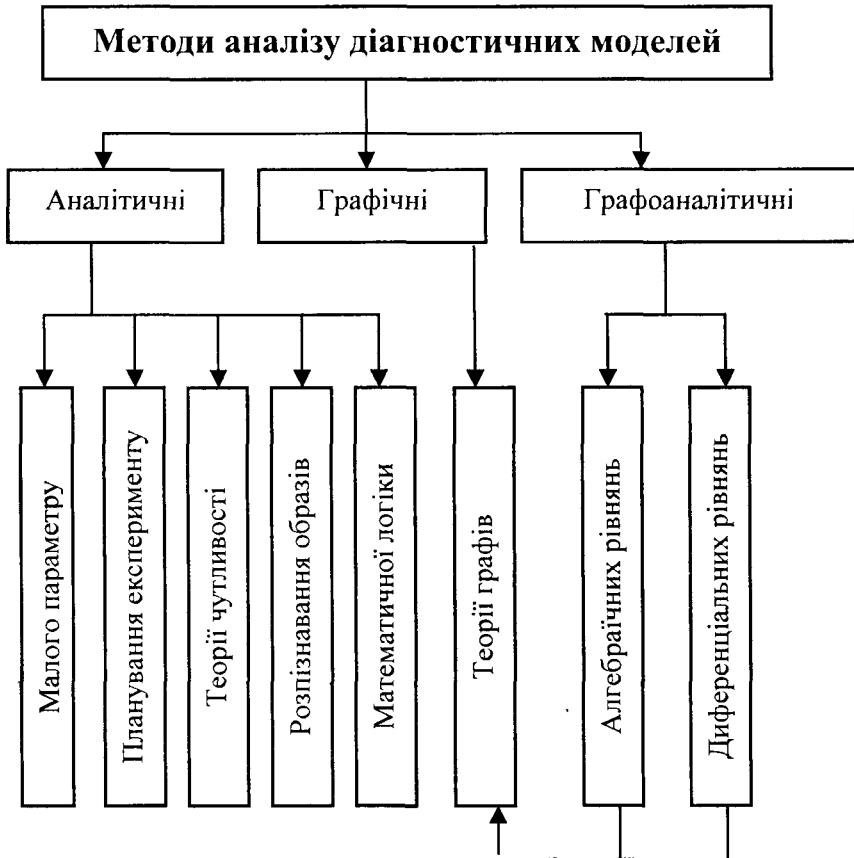 Методи аналізу діагностичних моделей
Аналітичні
Графічні
Графоаналітичні
Малого параметру
Планування експерименту
Теорії чутливості
Розпізнавання образів
Математичної логіки
Теорії графів
Алгебраїчних рівнянь
Диференціальних рівнянь